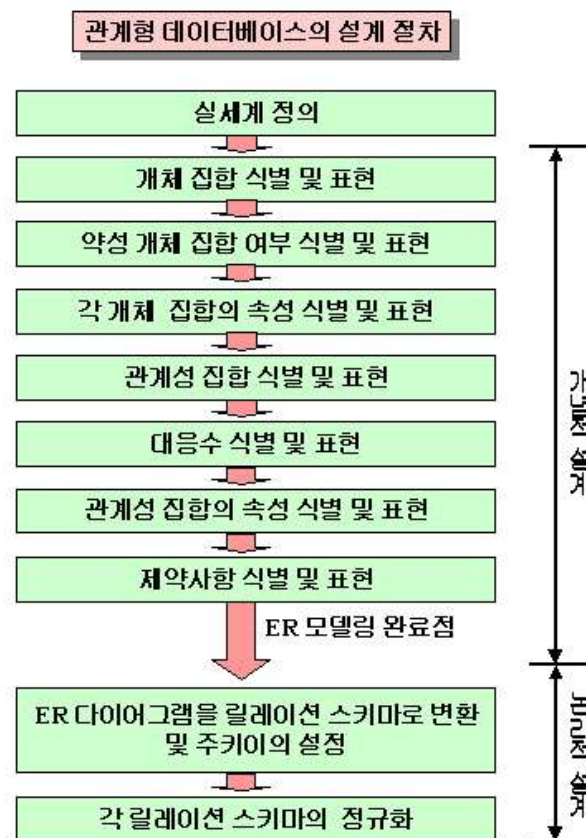 관계형 데이터베이스의 설계 절차
실세계 정의
개체 집합 식별 및 표현
약성 개체 집합 여부 식별 및 표현
각 개체 집합의 속성 식별 및 표현
관계성 집합 식별 및 표현
대응수 식별 및 표현
관계성 집합의 속성 식별 및 표현
제약사항 식별 및 표현
ER 모델링 완료점
개념적 설계
ER 다이어그램을 릴레이션 스키마로 변환
및 주키이의 설정
각 릴레이션 스키마의 정규화
논리적 설계